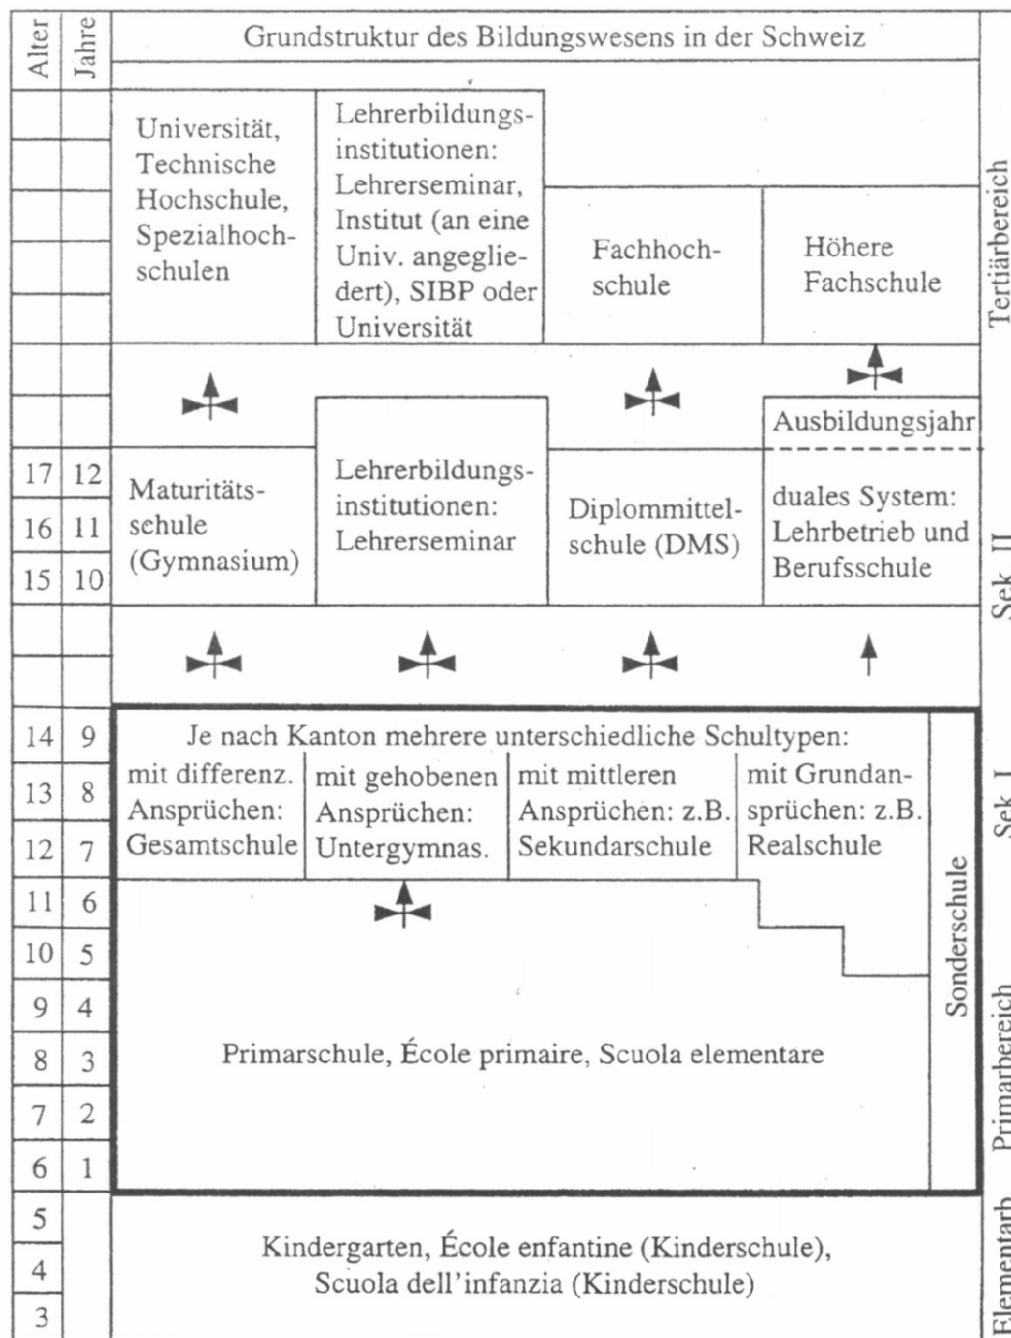 Alter
Jahre
Grundstruktur des Bildungswesens in der Schweiz
Universität,
Technische
Hochschule,
Spezialhoch-
schulen
Lehrerbildungs-
institutionen:
Lehrerseminar,
Institut (an eine
Univ. angeglie-
dert), SIBP oder
Universität
Fachhoch-
schule
Höhere
Fachschule
Tertiärbereich
Ausbildungsjahr
17 12
16 11
15 10
Maturitäts-
schule
(Gymnasium)
Lehrerbildungs-
institutionen:
Lehrerseminar
Diplommittel-
schule (DMS)
duales System:
Lehrbetrieb und
Berufsschule
Sek. II
14 9
13 8
12 7
11 6
10 5
9 4
8 3
7 2
6 1
Je nach Kanton mehrere unterschiedliche Schultypen:
mit differenz.
Ansprüchen:
Gesamtschule
mit gehobenen
Ansprüchen:
Untergymnas.
mit mittleren
Ansprüchen: z.B.
Sekundarschule
mit Grundan-
sprüchen: z.B.
Realschule
Sonderschule
Sek. I
Primarschule, École primaire, Scuola elementare
Primarbereich
5
4
3
Kindergarten, École enfantine (Kinderschule),
Scuola dell'infanzia (Kinderschule)
Elementarb